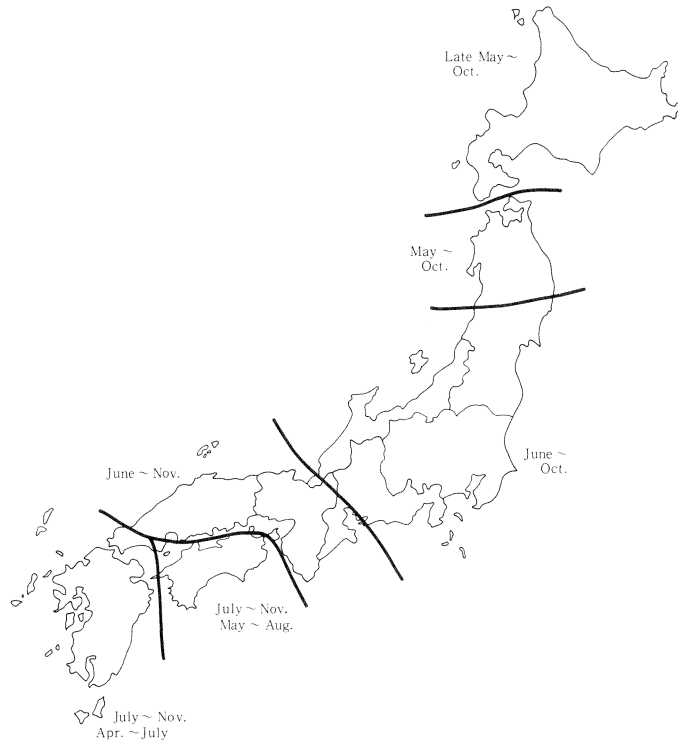 Late May ~
Oct.
May ~
Oct.
June ~
Oct.
June ~ Nov.
July ~ Nov.
May ~ Aug.
July ~ Nov.
Apr. ~ July